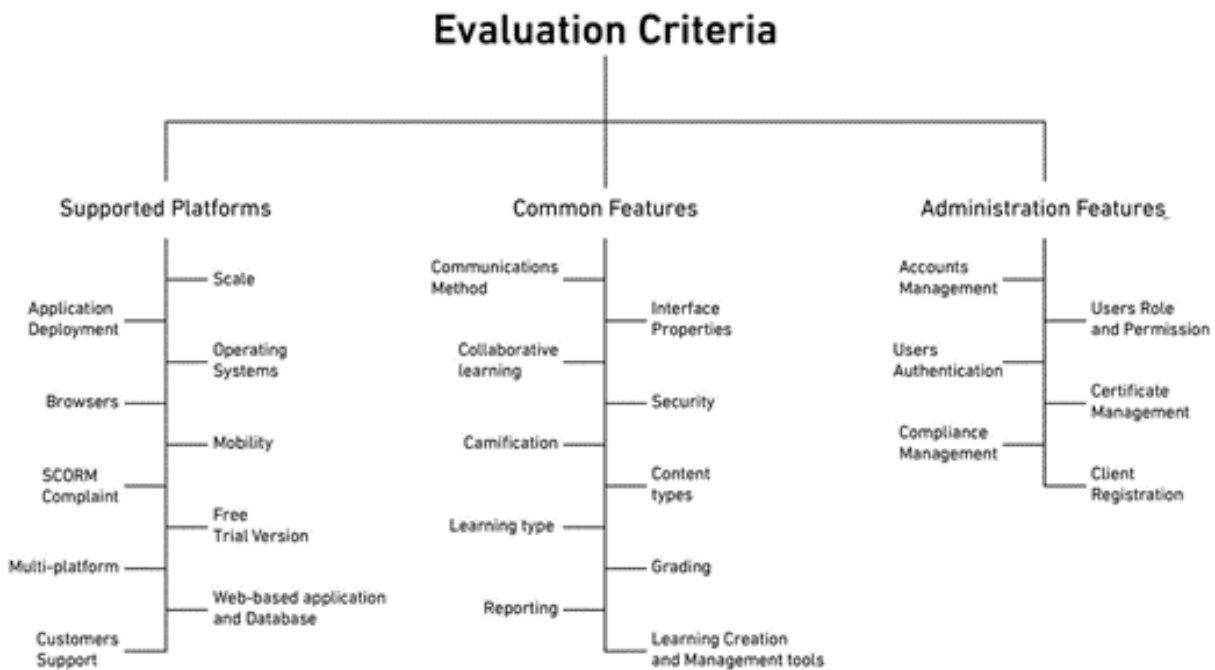 Evaluation Criteria
Supported Platforms
Scale
Application
Deployment
Operating
Systems
Browsers
Mobility
SCORM
Complaint
Free
Trial Version
Multi-platform
Web-based application
and Database
Customers
Support
Common Features
Communications
Method
Interface
Properties
Collaborative
learning
Security
Camification
Content
types
Learning type
Grading
Reporting
Learning Creation
and Management tools
Administration Features
Accounts
Management
Users Role
and Permission
Users
Authentication
Certificate
Management
Compliance
Management
Client
Registration